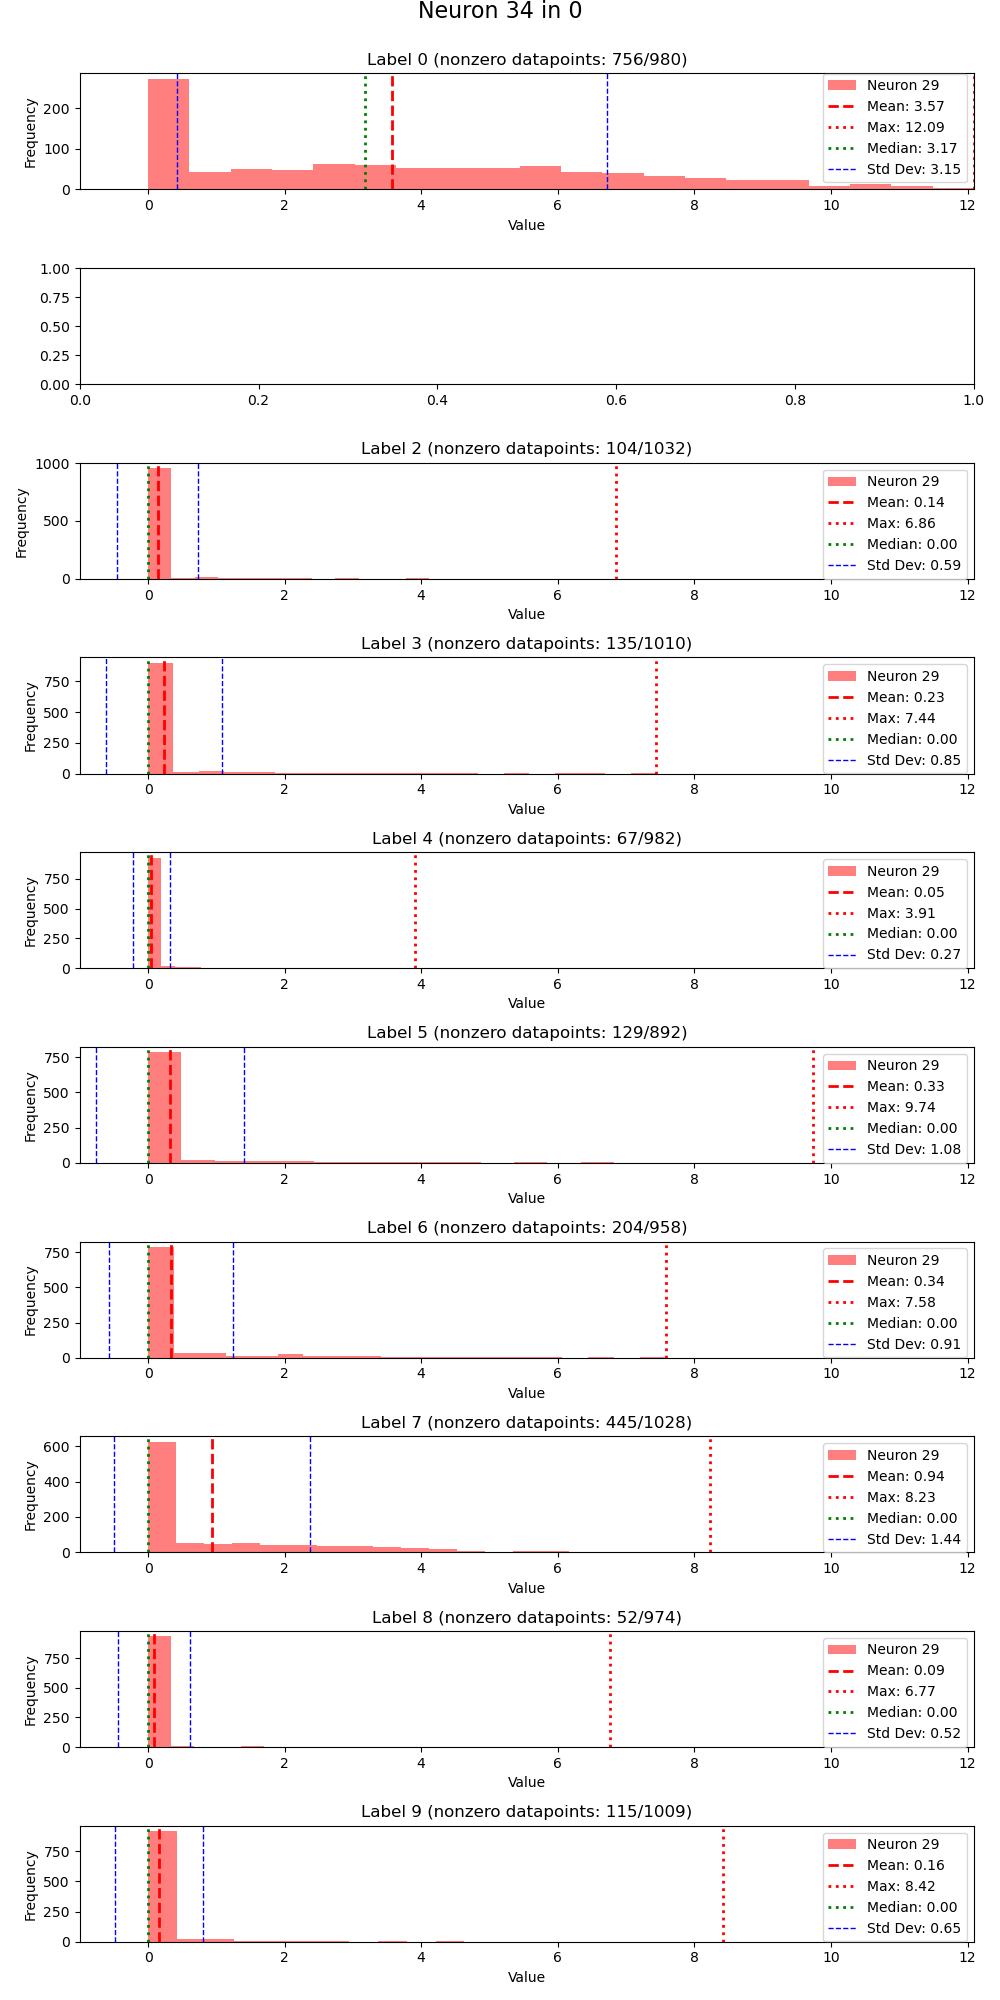 Neuron 34 in 0
Label 0 (nonzero datapoints: 756/980)
Frequency
200
100
0
Neuron 29
Mean: 3.57
Max: 12.09
Median: 3.17
Std Dev: 3.15
0 2 4 6 8 10 12
Value
1.00
0.75
0.50
0.25
0.00
0.0 0.2 0.4 0.6 0.8 1.0
Label 2 (nonzero datapoints: 104/1032)
Frequency
1000
500
0
Neuron 29
Mean: 0.14
Max: 6.86
Median: 0.00
Std Dev: 0.59
0 2 4 6 8 10 12
Value
Label 3 (nonzero datapoints: 135/1010)
Frequency
750
500
250
0
Neuron 29
Mean: 0.23
Max: 7.44
Median: 0.00
Std Dev: 0.85
0 2 4 6 8 10 12
Value
Label 4 (nonzero datapoints: 67/982)
Frequency
750
500
250
0
Neuron 29
Mean: 0.05
Max: 3.91
Median: 0.00
Std Dev: 0.27
0 2 4 6 8 10 12
Value
Label 5 (nonzero datapoints: 129/892)
Frequency
750
500
250
0
Neuron 29
Mean: 0.33
Max: 9.74
Median: 0.00
Std Dev: 1.08
0 2 4 6 8 10 12
Value
Label 6 (nonzero datapoints: 204/958)
Frequency
750
500
250
0
Neuron 29
Mean: 0.34
Max: 7.58
Median: 0.00
Std Dev: 0.91
0 2 4 6 8 10 12
Value
Label 7 (nonzero datapoints: 445/1028)
Frequency
600
400
200
0
Neuron 29
Mean: 0.94
Max: 8.23
Median: 0.00
Std Dev: 1.44
0 2 4 6 8 10 12
Value
Label 8 (nonzero datapoints: 52/974)
Frequency
750
500
250
0
Neuron 29
Mean: 0.09
Max: 6.77
Median: 0.00
Std Dev: 0.52
0 2 4 6 8 10 12
Value
Label 9 (nonzero datapoints: 115/1009)
Frequency
750
500
250
0
Neuron 29
Mean: 0.16
Max: 8.42
Median: 0.00
Std Dev: 0.65
0 2 4 6 8 10 12
Value